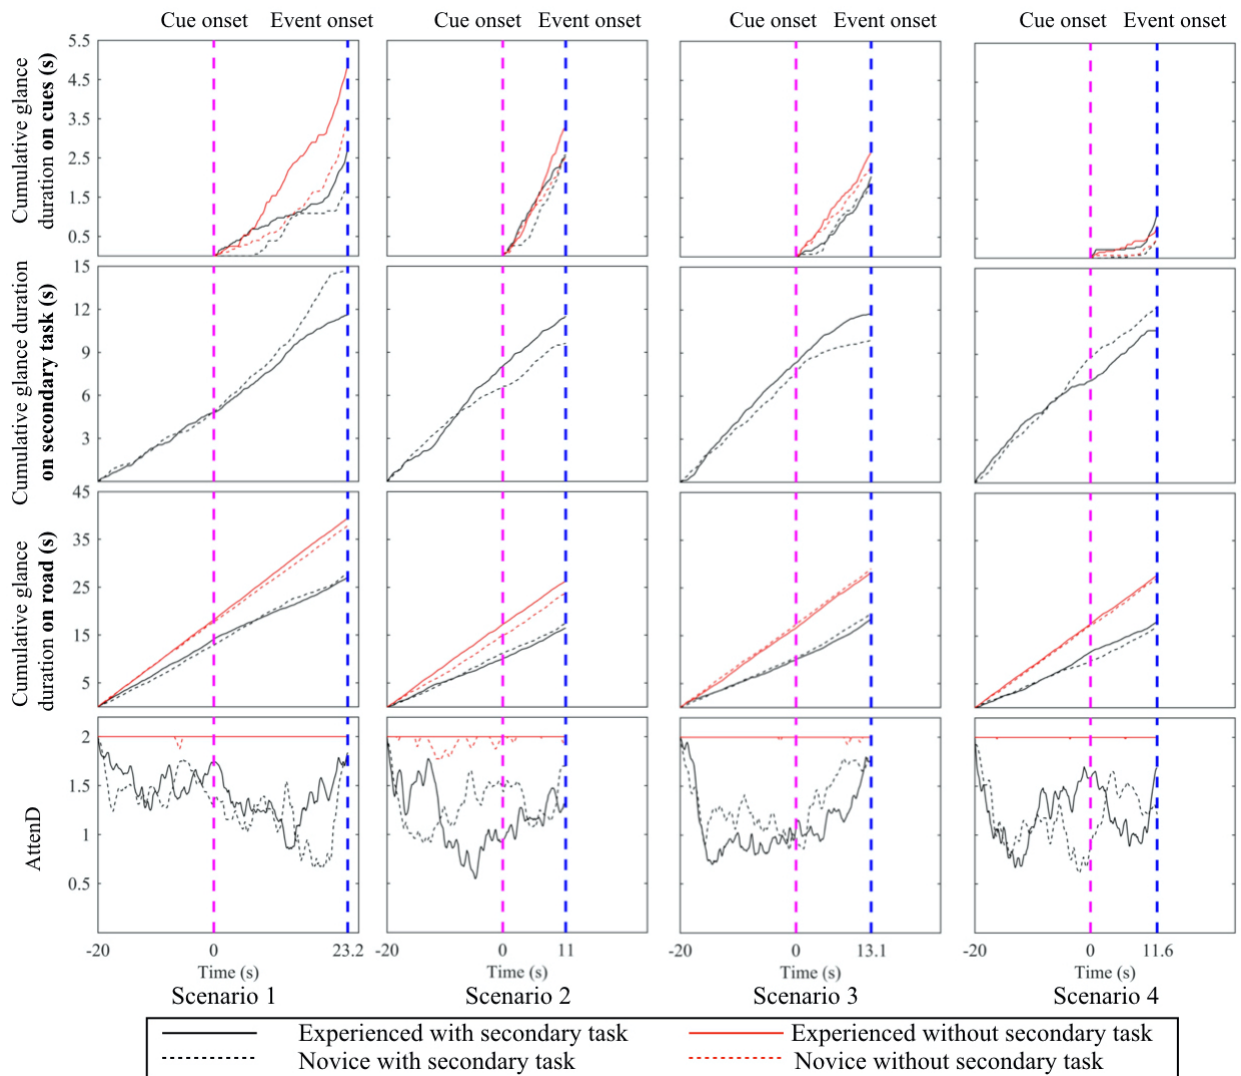 Cue onset Event onset Cue onset Event onset Cue onset Event onset Cue onset Event onset
Cumulative glance
duration on cues (s)
5.5
4.5
3.5
2.5
1.5
0.5
Cumulative glance duration
on secondary task (s)
15
12
9
6
3
Cumulative glance
duration on road (s)
45
35
25
15
5
AttenD
2
1.5
1
0.5
-20 0 23.2 -20 0 11 -20 0 13.1 -20 0 11.6
Time (s) Time (s) Time (s) Time (s)
Scenario 1 Scenario 2 Scenario 3 Scenario 4
Experienced with secondary task Experienced without secondary task
Novice with secondary task Novice without secondary task